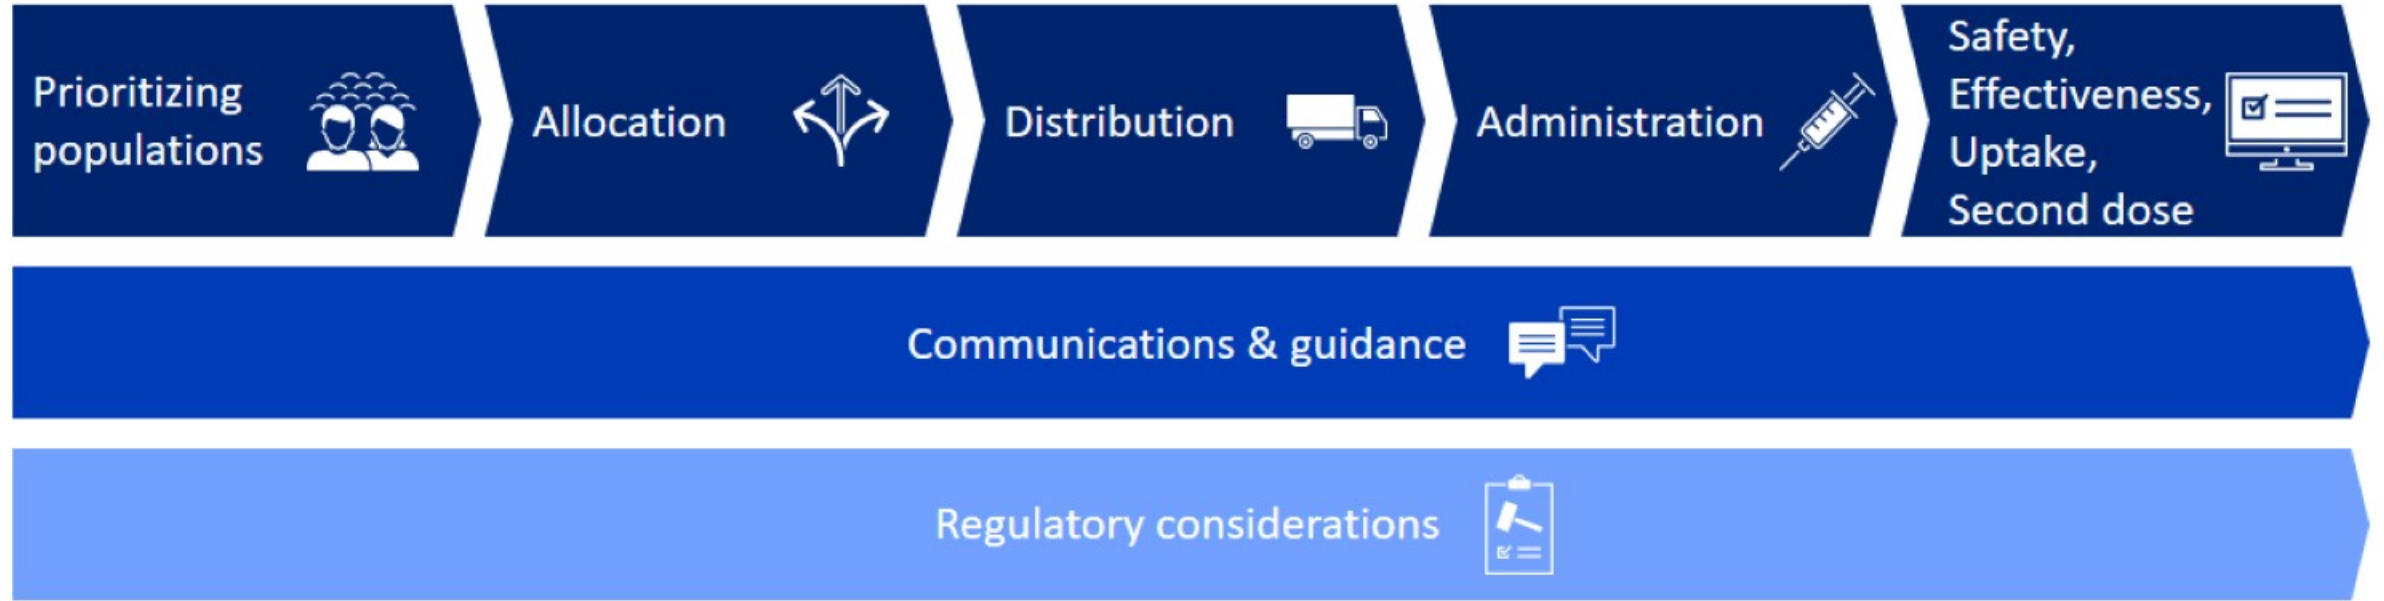 Prioritizing
populations
Allocation
Distribution
Administration
Safety,
Effectiveness,
Uptake,
Second dose
Communications & guidance
Regulatory considerations